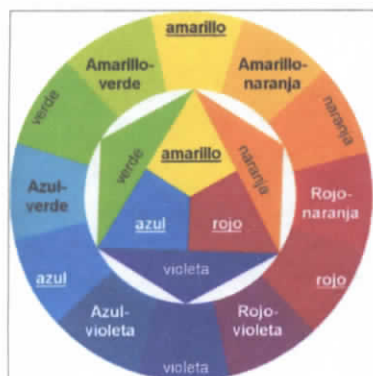 amarillo
Amarillo-
verde
Amarillo-
naranja
verde
naranja
amarillo
verde
naranja
Azul-
verde
Rojo-
naranja
azul
rojo
azul
rojo
violeta
Azul-
violeta
Rojo-
violeta
violeta